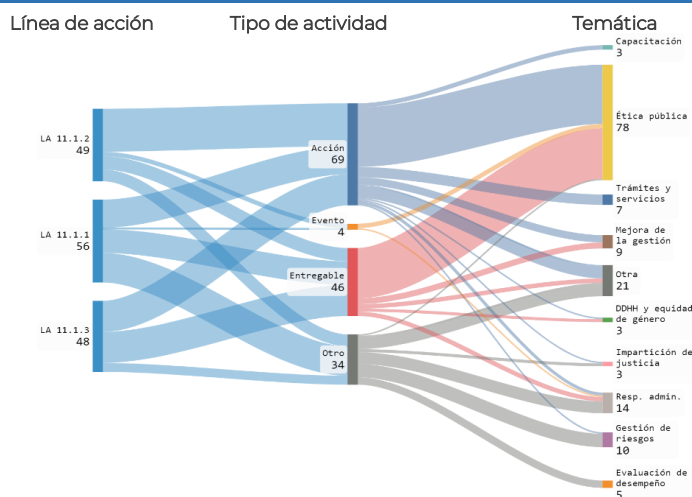 Línea de acción
Tipo de actividad
Temática
LA 11.1.2
49
LA 11.1.1
56
LA 11.1.3
48
Acción
69
Evento
4
Entregable
46
Otro
34
Capacitación
3
Ética pública
78
Trámites y
servicios
7
Mejora de
la gestión
9
Otra
21
DDHH y equidad
de género
3
Impartición de
justicia
3
Resp. admin.
14
Gestión de
riesgos
10
Evaluación de
desempeño
5